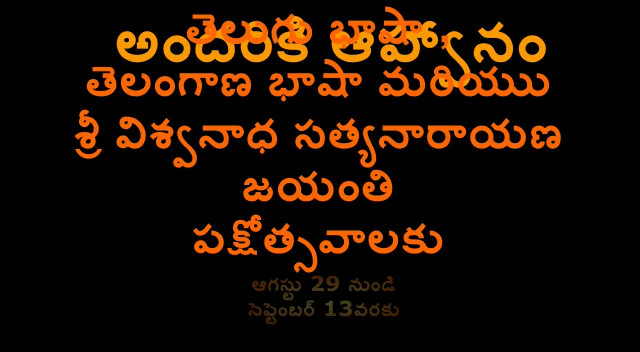 తెలుగు భాషా
అందరికీ ఆహ్వానం
తెలంగాణ భాషా మరియు
శ్రీ విశ్వనాధ సత్యనారాయణ
జయంతి
పక్షోత్సవాలకు
ఆగస్టు 29 నుండి
సెప్టెంబర్ 13వరకు